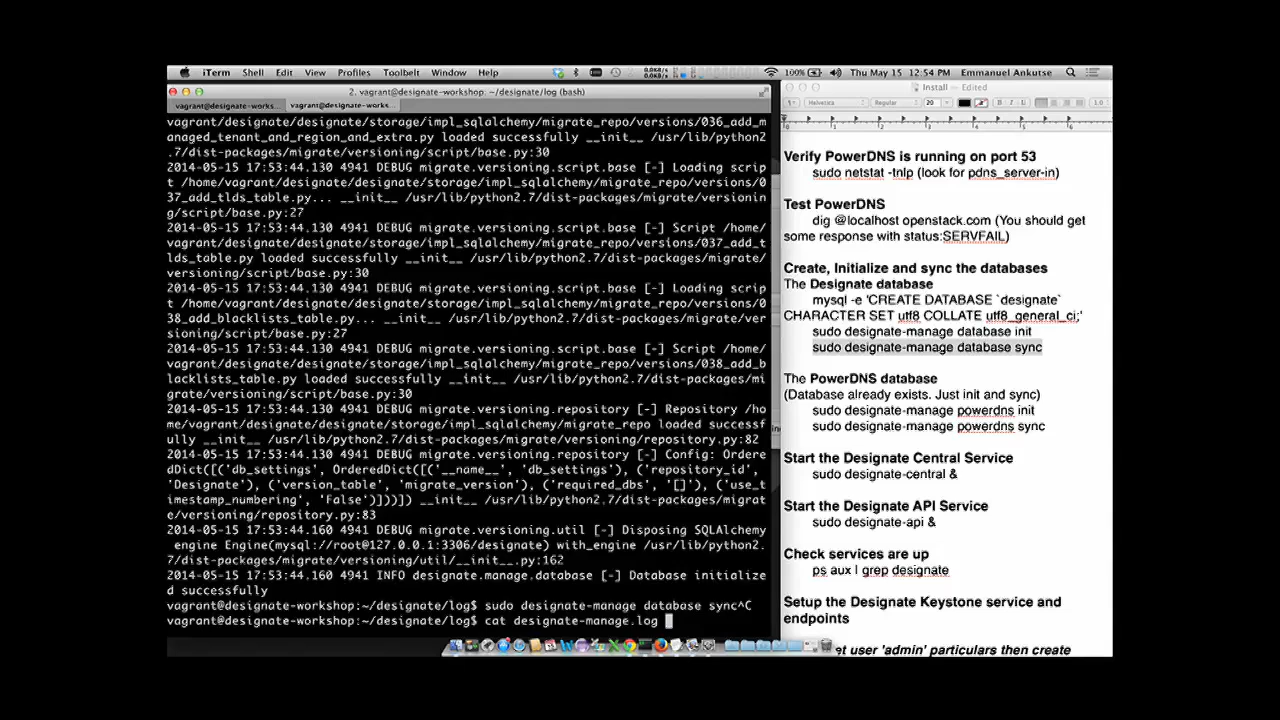 iTerm Shell Edit View Profiles Toolbelt Window Help 100% Thu May 15 12:54 PM Emmanuel Ankutse
2. vagrant@designate-workshop: ~/designate/log (bash)
vagrant@designate-works... vagrant@designate-works...
vagrant/designate/designate/storage/impl_sqlalchemy/migrate_repo/versions/036_add_m
anaged_tenant_and_region_and_extra.py loaded successfully __init__ /usr/lib/python2
.7/dist-packages/migrate/versioning/script/base.py:30
2014-05-15 17:53:44.130 4941 DEBUG migrate.versioning.script.base [-] Loading scrip
t /home/vagrant/designate/designate/storage/impl_sqlalchemy/migrate_repo/versions/0
37_add_tlds_table.py... __init__ /usr/lib/python2.7/dist-packages/migrate/versionin
g/script/base.py:27
2014-05-15 17:53:44.130 4941 DEBUG migrate.versioning.script.base [-] Script /home/
vagrant/designate/designate/storage/impl_sqlalchemy/migrate_repo/versions/037_add_t
lds_table.py loaded successfully __init__ /usr/lib/python2.7/dist-packages/migrate/
versioning/script/base.py:30
2014-05-15 17:53:44.130 4941 DEBUG migrate.versioning.script.base [-] Loading scrip
t /home/vagrant/designate/designate/storage/impl_sqlalchemy/migrate_repo/versions/0
38_add_blacklists_table.py... __init__ /usr/lib/python2.7/dist-packages/migrate/ver
sioning/script/base.py:27
2014-05-15 17:53:44.130 4941 DEBUG migrate.versioning.script.base [-] Script /home/
vagrant/designate/designate/storage/impl_sqlalchemy/migrate_repo/versions/038_add_b
lacklists_table.py loaded successfully __init__ /usr/lib/python2.7/dist-packages/mi
grate/versioning/script/base.py:30
2014-05-15 17:53:44.130 4941 DEBUG migrate.versioning.repository [-] Repository /ho
me/vagrant/designate/designate/storage/impl_sqlalchemy/migrate_repo loaded successf
ully __init__ /usr/lib/python2.7/dist-packages/migrate/versioning/repository.py:82
2014-05-15 17:53:44.130 4941 DEBUG migrate.versioning.repository [-] Config: Ordere
dDict([('db_settings', OrderedDict([('__name__', 'db_settings'), ('repository_id',
'Designate'), ('version_table', 'migrate_version'), ('required_dbs', '[]'), ('use_t
imestamp_numbering', 'False')]))]) __init__ /usr/lib/python2.7/dist-packages/migrat
e/versioning/repository.py:83
2014-05-15 17:53:44.160 4941 DEBUG migrate.versioning.util [-] Disposing SQLAlchemy
engine Engine(mysql://root@127.0.0.1:3306/designate) with_engine /usr/lib/python2.
7/dist-packages/migrate/versioning/util/__init__.py:162
2014-05-15 17:53:44.160 4941 INFO designate.manage.database [-] Database initialize
d successfully
vagrant@designate-workshop:~/designate/log$ sudo designate-manage database sync^C
vagrant@designate-workshop:~/designate/log$ cat designate-manage.log
Install — Edited
Helvetica Regular 20 B I U 1.0
0 1 2 3 4 5 6
Verify PowerDNS is running on port 53
sudo netstat -tnlp (look for pdns_server-in)
Test PowerDNS
dig @localhost openstack.com (You should get
some response with status:SERVFAIL)
Create, Initialize and sync the databases
The Designate database
mysql -e 'CREATE DATABASE `designate`
CHARACTER SET utf8 COLLATE utf8_general_ci;'
sudo designate-manage database init
sudo designate-manage database sync
The PowerDNS database
(Database already exists. Just init and sync)
sudo designate-manage powerdns init
sudo designate-manage powerdns sync
Start the Designate Central Service
sudo designate-central &
Start the Designate API Service
sudo designate-api &
Check services are up
ps aux | grep designate
Setup the Designate Keystone service and
endpoints
et user 'admin' particulars then create